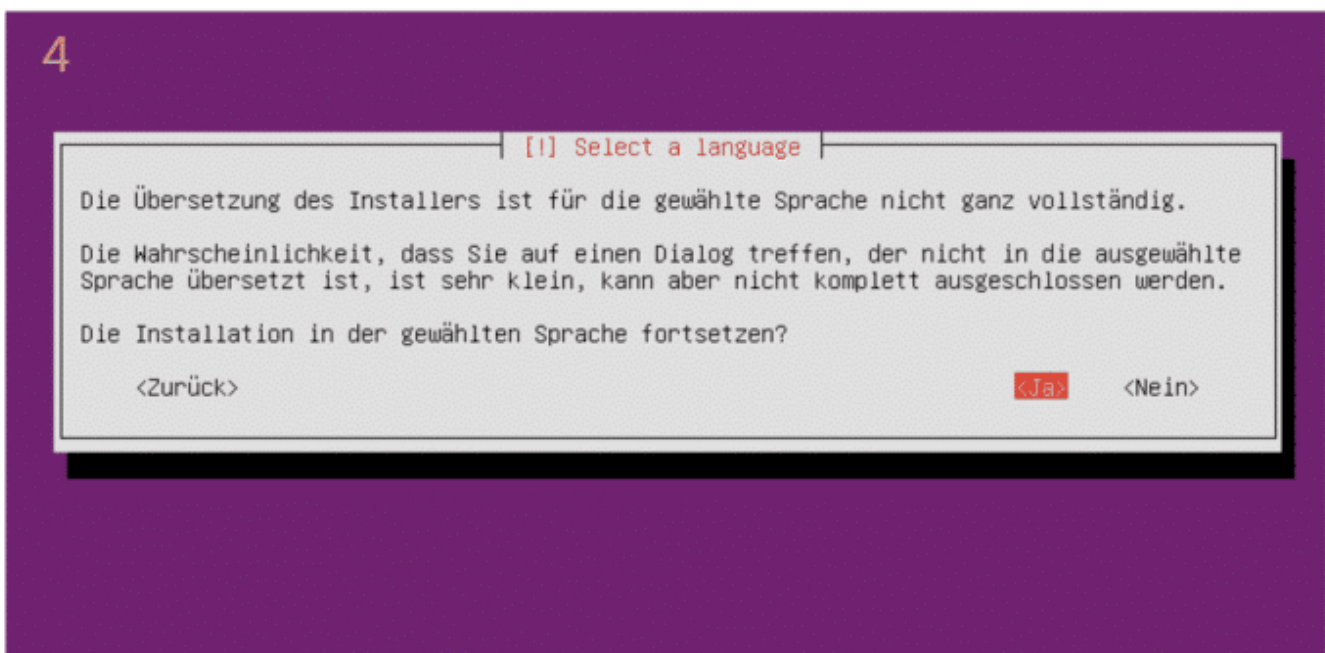 4
[!] Select a language
Die Übersetzung des Installers ist für die gewählte Sprache nicht ganz vollständig.
Die Wahrscheinlichkeit, dass Sie auf einen Dialog treffen, der nicht in die ausgewählte
Sprache übersetzt ist, ist sehr klein, kann aber nicht komplett ausgeschlossen werden.
Die Installation in der gewählten Sprache fortsetzen?
<Zurück> <Ja> <Nein>